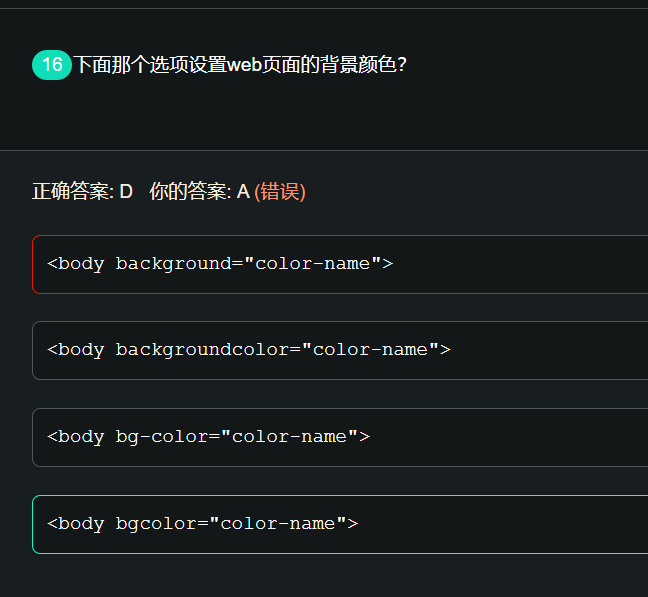 16 下面那个选项设置web页面的背景颜色?
正确答案: D 你的答案: A (错误)
<body background="color-name">
<body backgroundcolor="color-name">
<body bg-color="color-name">
<body bgcolor="color-name">